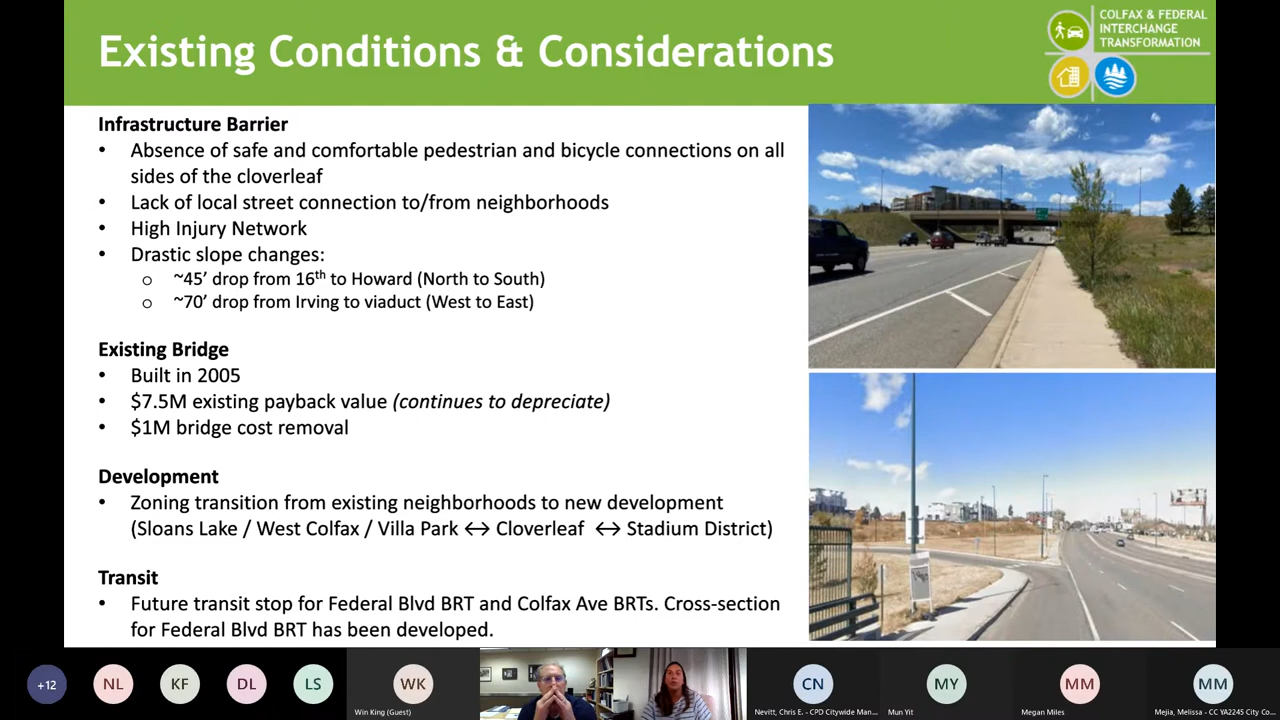 Existing Conditions & Considerations
COLFAX & FEDERAL
INTERCHANGE
TRANSFORMATION
Infrastructure Barrier
• Absence of safe and comfortable pedestrian and bicycle connections on all
sides of the cloverleaf
• Lack of local street connection to/from neighborhoods
• High Injury Network
• Drastic slope changes:
o ~45’ drop from 16th to Howard (North to South)
o ~70’ drop from Irving to viaduct (West to East)
Existing Bridge
• Built in 2005
• $7.5M existing payback value (continues to depreciate)
• $1M bridge cost removal
Development
• Zoning transition from existing neighborhoods to new development
(Sloans Lake / West Colfax / Villa Park ↔ Cloverleaf ↔ Stadium District)
Transit
• Future transit stop for Federal Blvd BRT and Colfax Ave BRTs. Cross-section
for Federal Blvd BRT has been developed.
+12
NL
KF
DL
LS
WK
CN
MY
MM
MM
Win King (Guest)
Nevitt, Chris E. - CPD Citywide Man...
Mun Yit
Megan Miles
Mejia, Melissa - CC YA2245 City Co...